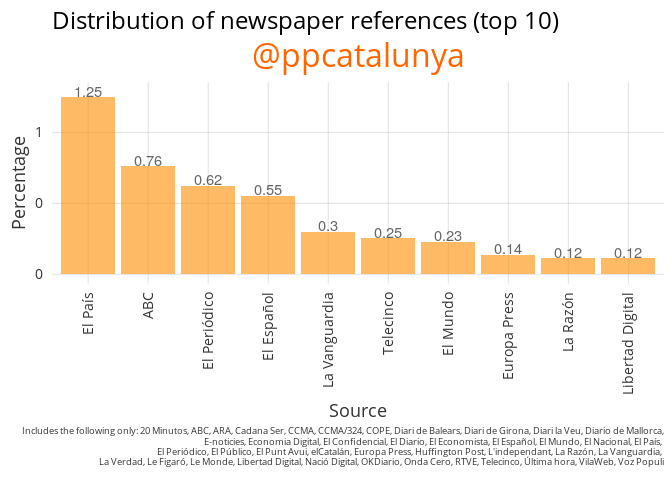 Distribution of newspaper references (top 10)
@ppcatalunya
Percentage
1
0
0
1.25
0.76
0.62
0.55
0.3
0.25
0.23
0.14
0.12
0.12
El País
ABC
El Periódico
El Español
La Vanguardia
Telecinco
El Mundo
Europa Press
La Razón
Libertad Digital
Source
Includes the following only: 20 Minutos, ABC, ARA, Cadana Ser, CCMA, CCMA/324, COPE, Diari de Balears, Diari de Girona, Diari la Veu, Diario de Mallorca,
E-noticies, Economia Digital, El Confidencial, El Diario, El Economista, El Español, El Mundo, El Nacional, El País,
El Periódico, El Público, El Punt Avui, elCatalán, Europa Press, Huffington Post, L'independant, La Razón, La Vanguardia,
La Verdad, Le Figaró, Le Monde, Libertad Digital, Nació Digital, OKDiario, Onda Cero, RTVE, Telecinco, Última hora, VilaWeb, Voz Populi